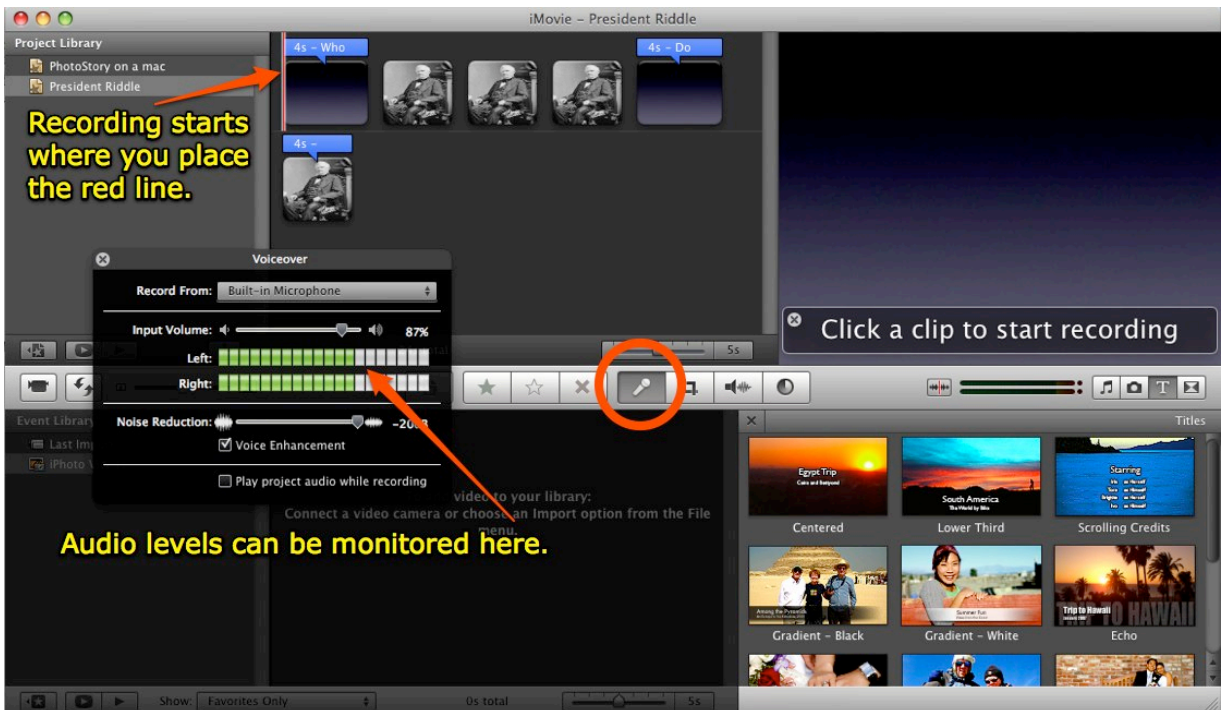 iMovie – President Riddle
Project Library
PhotoStory on a mac
President Riddle
4s – Who
4s – Do
Recording starts
where you place
the red line.
4s –
Voiceover
Record From: Built-in Microphone
Input Volume: 87%
Left:
Right:
Noise Reduction:
Voice Enhancement
Play project audio while recording
Click a clip to start recording
5s
Event Library
Last Imp
iPhoto V
video to your library:
Connect a video camera or choose an Import option from the File
menu.
Audio levels can be monitored here.
T
Titles
Egypt Trip
Cairo and Beyond
Centered
South America
The World by Bike
Lower Third
Starring
Scrolling Credits
Among the Pyramids
Gradient – Black
Summer Fun
Gradient – White
Trip to Hawaii
TRIP TO HAWAII
Echo
Show: Favorites Only
0s total
5s